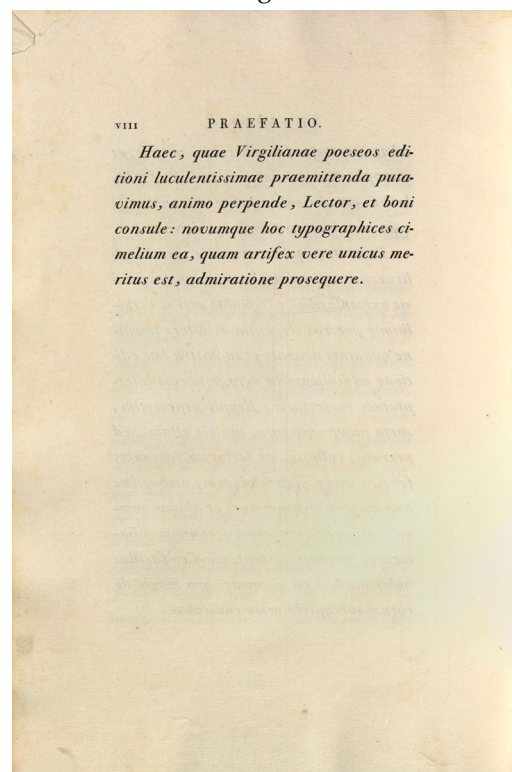 VIII PRAEFATIO.
Haec, quae Virgilianae poeseos edi-
tioni luculentissimae praemittenda puta-
vimus, animo perpende, Lector, et boni
consule: novumque hoc typographices ci-
melium ea, quam artifex vere unicus me-
ritus est, admiratione prosequere.